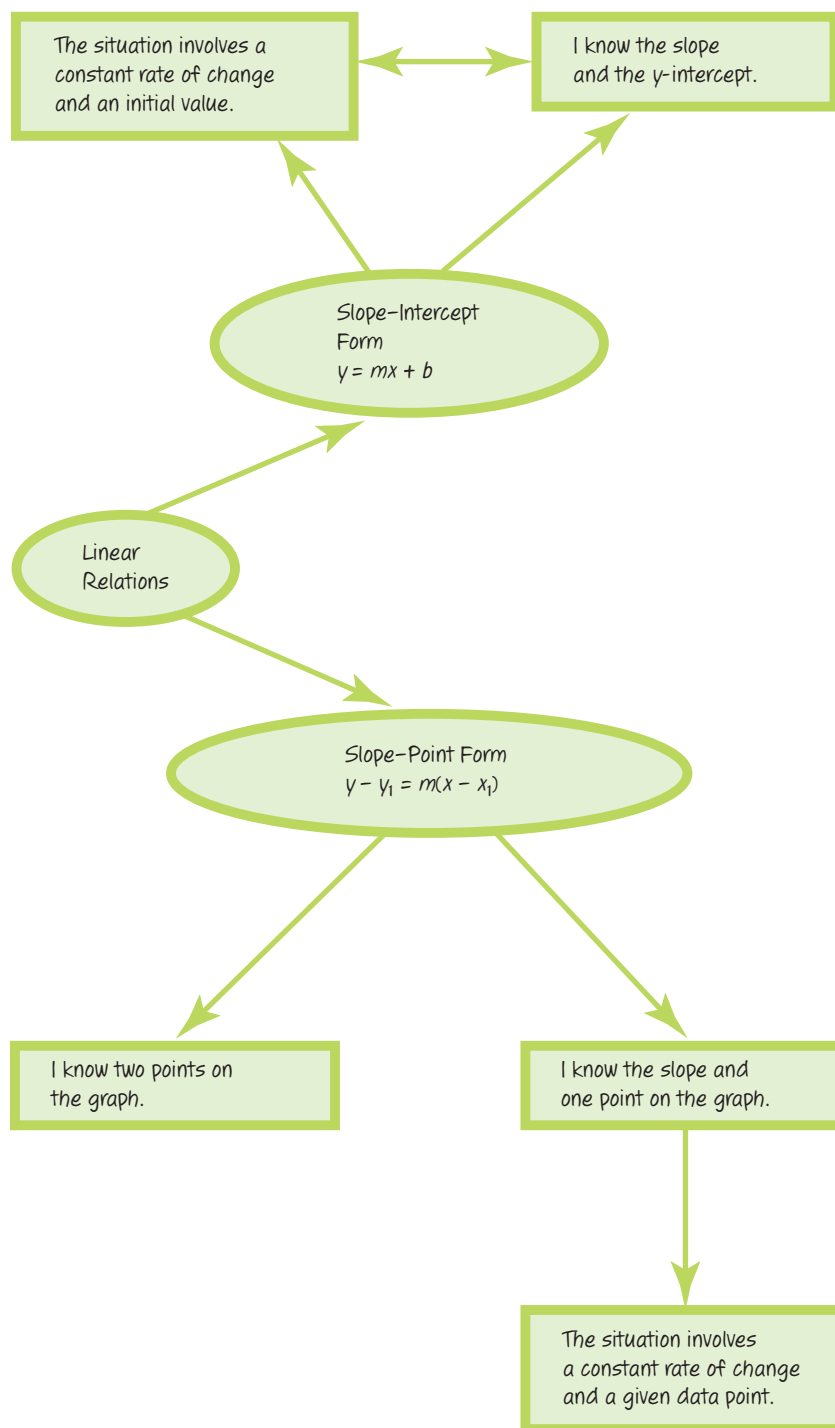 The situation involves a
constant rate of change
and an initial value.
I know the slope
and the y-intercept.
Slope-Intercept
Form
y = mx + b
Linear
Relations
Slope-Point Form
y − y₁ = m(x − x₁)
I know two points on
the graph.
I know the slope and
one point on the graph.
The situation involves
a constant rate of change
and a given data point.